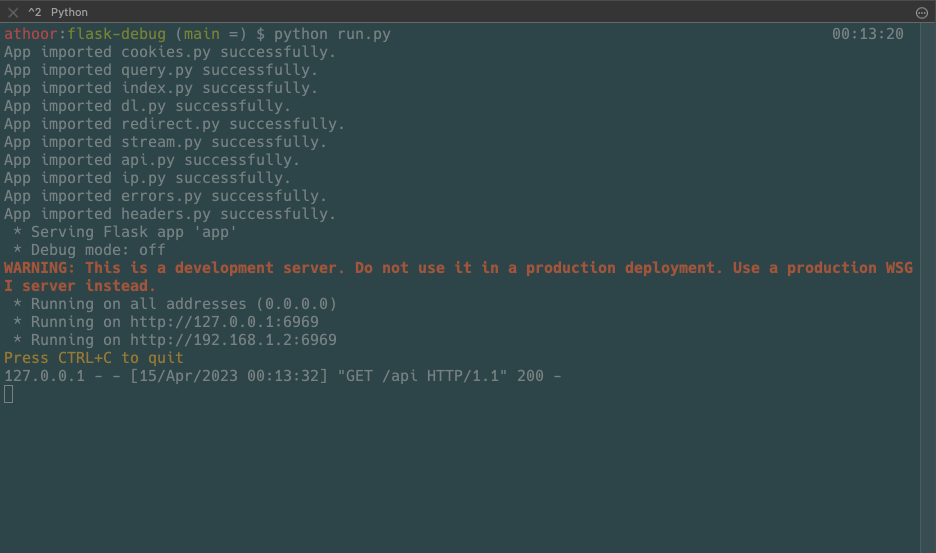 ^2 Python
athoor:flask-debug (main =) $ python run.py 00:13:20
App imported cookies.py successfully.
App imported query.py successfully.
App imported index.py successfully.
App imported dl.py successfully.
App imported redirect.py successfully.
App imported stream.py successfully.
App imported api.py successfully.
App imported ip.py successfully.
App imported errors.py successfully.
App imported headers.py successfully.
* Serving Flask app 'app'
* Debug mode: off
WARNING: This is a development server. Do not use it in a production deployment. Use a production WSG
I server instead.
* Running on all addresses (0.0.0.0)
* Running on http://127.0.0.1:6969
* Running on http://192.168.1.2:6969
Press CTRL+C to quit
127.0.0.1 - - [15/Apr/2023 00:13:32] "GET /api HTTP/1.1" 200 -